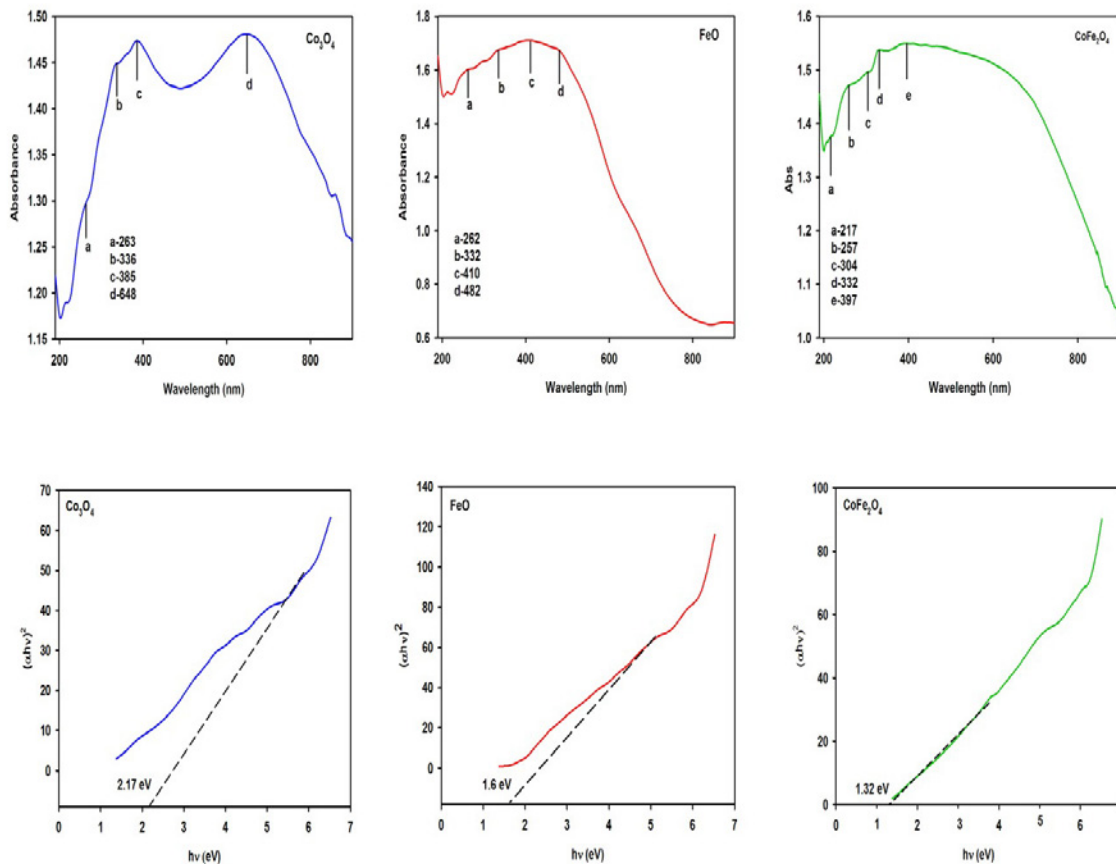 Co₃O₄
Absorbance
1.50
1.45
1.40
1.35
1.30
1.25
1.20
1.15
a
b
c
d
a-263
b-336
c-385
d-648
200 400 600 800
Wavelength (nm)
FeO
Absorbance
1.8
1.6
1.4
1.2
1.0
0.8
0.6
a
b
c
d
a-262
b-332
c-410
d-482
200 400 600 800
Wavelength (nm)
CoFe₂O₄
Abs
1.6
1.5
1.4
1.3
1.2
1.1
1.0
a
b
c
d
e
a-217
b-257
c-304
d-332
e-397
200 400 600 800
Wavelength (nm)
Co₃O₄
(αhν)²
70
60
50
40
30
20
10
0
2.17 eV
0 1 2 3 4 5 6 7
hν (eV)
FeO
(αhν)²
140
120
100
80
60
40
20
0
1.6 eV
0 1 2 3 4 5 6 7
hν (eV)
CoFe₂O₄
(αhν)²
100
80
60
40
20
0
1.32 eV
0 1 2 3 4 5 6
hν (eV)